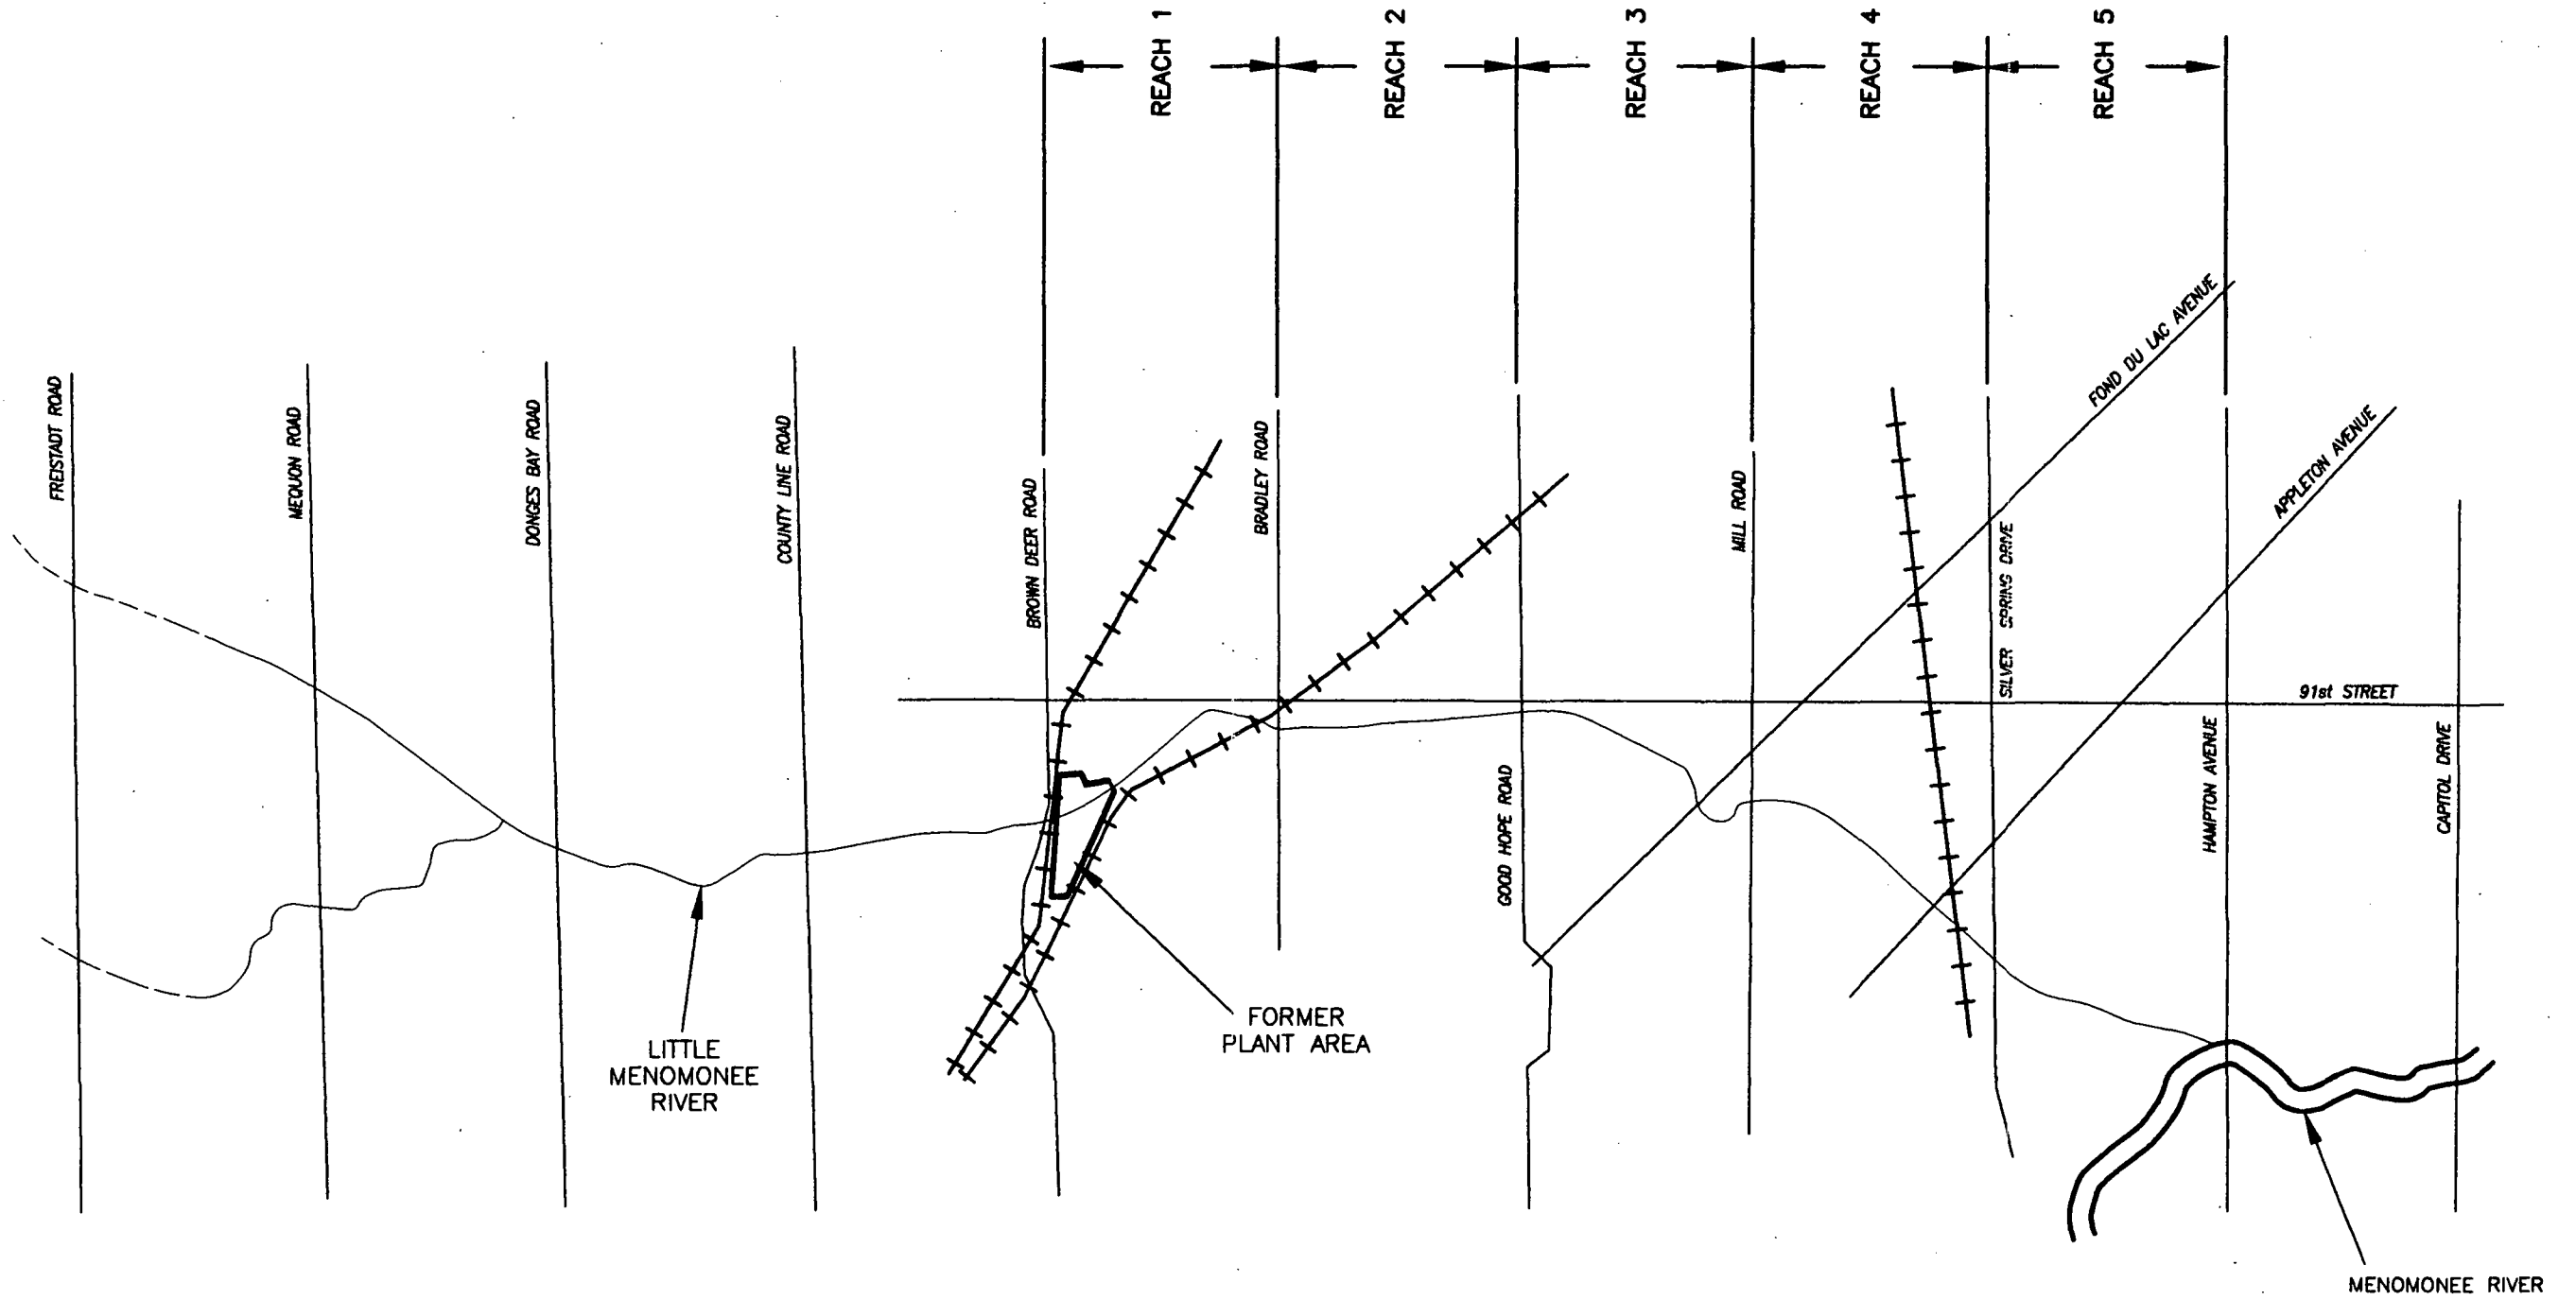 REACH 1
REACH 2
REACH 3
REACH 4
REACH 5
FREISTADT ROAD
MEQUON ROAD
DONGES BAY ROAD
COUNTY LINE ROAD
BROWN DEER ROAD
BRADLEY ROAD
GOOD HOPE ROAD
MILL ROAD
SILVER SPRING DRIVE
FOND DU LAC AVENUE
APPLETON AVENUE
91st STREET
HAMPTON AVENUE
CAPITOL DRIVE
LITTLE
MENOMONEE
RIVER
FORMER
PLANT AREA
MENOMONEE RIVER